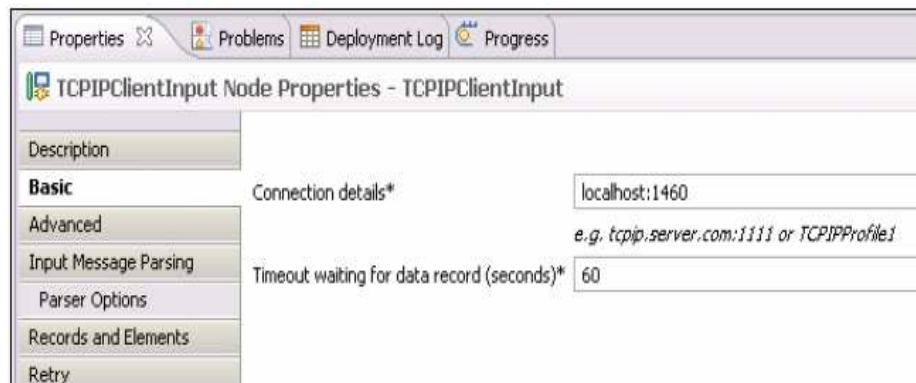 Properties Problems Deployment Log Progress
TCPIPClientInput Node Properties - TCPIPClientInput
Description
Basic
Connection details* localhost:1460
Advanced
e.g. tcpip.server.com:1111 or TCPIPProfile1
Input Message Parsing
Timeout waiting for data record (seconds)* 60
Parser Options
Records and Elements
Retry